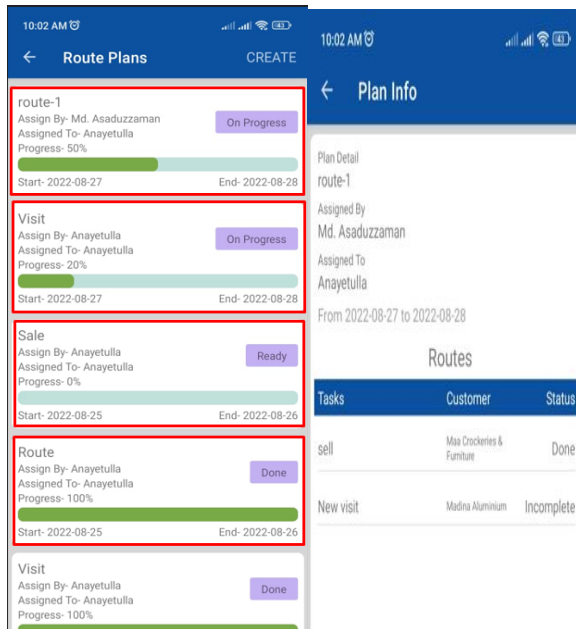 10:02 AM
43
Route Plans
CREATE
route-1
Assign By- Md. Asaduzzaman
Assigned To- Anayetulla
Progress- 50%
On Progress
Start- 2022-08-27
End- 2022-08-28
Visit
Assign By- Anayetulla
Assigned To- Anayetulla
Progress- 20%
On Progress
Start- 2022-08-27
End- 2022-08-28
Sale
Assign By- Anayetulla
Assigned To- Anayetulla
Progress- 0%
Ready
Start- 2022-08-25
End- 2022-08-26
Route
Assign By- Anayetulla
Assigned To- Anayetulla
Progress- 100%
Done
Start- 2022-08-25
End- 2022-08-26
Visit
Assign By- Anayetulla
Assigned To- Anayetulla
Progress- 100%
Done
10:02 AM
43
Plan Info
Plan Detail
route-1
Assigned By
Md. Asaduzzaman
Assigned To
Anayetulla
From 2022-08-27 to 2022-08-28
Routes
Tasks Customer Status
sell Maa Crockeries & Furniture Done
New visit Madina Aluminium Incomplete